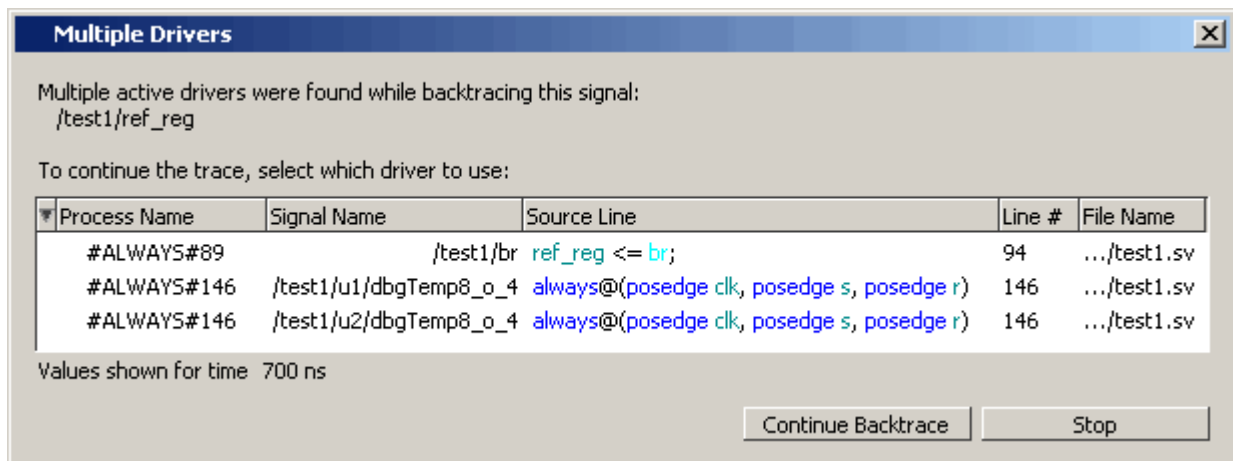 Multiple Drivers
Multiple active drivers were found while backtracing this signal:
/test1/ref_reg
To continue the trace, select which driver to use:
Process Name Signal Name Source Line Line # File Name
#ALWAYS#89 /test1/br ref_reg <= br; 94 .../test1.sv
#ALWAYS#146 /test1/u1/dbgTemp8_o_4 always@(posedge clk, posedge s, posedge r) 146 .../test1.sv
#ALWAYS#146 /test1/u2/dbgTemp8_o_4 always@(posedge clk, posedge s, posedge r) 146 .../test1.sv
Values shown for time 700 ns
Continue Backtrace Stop